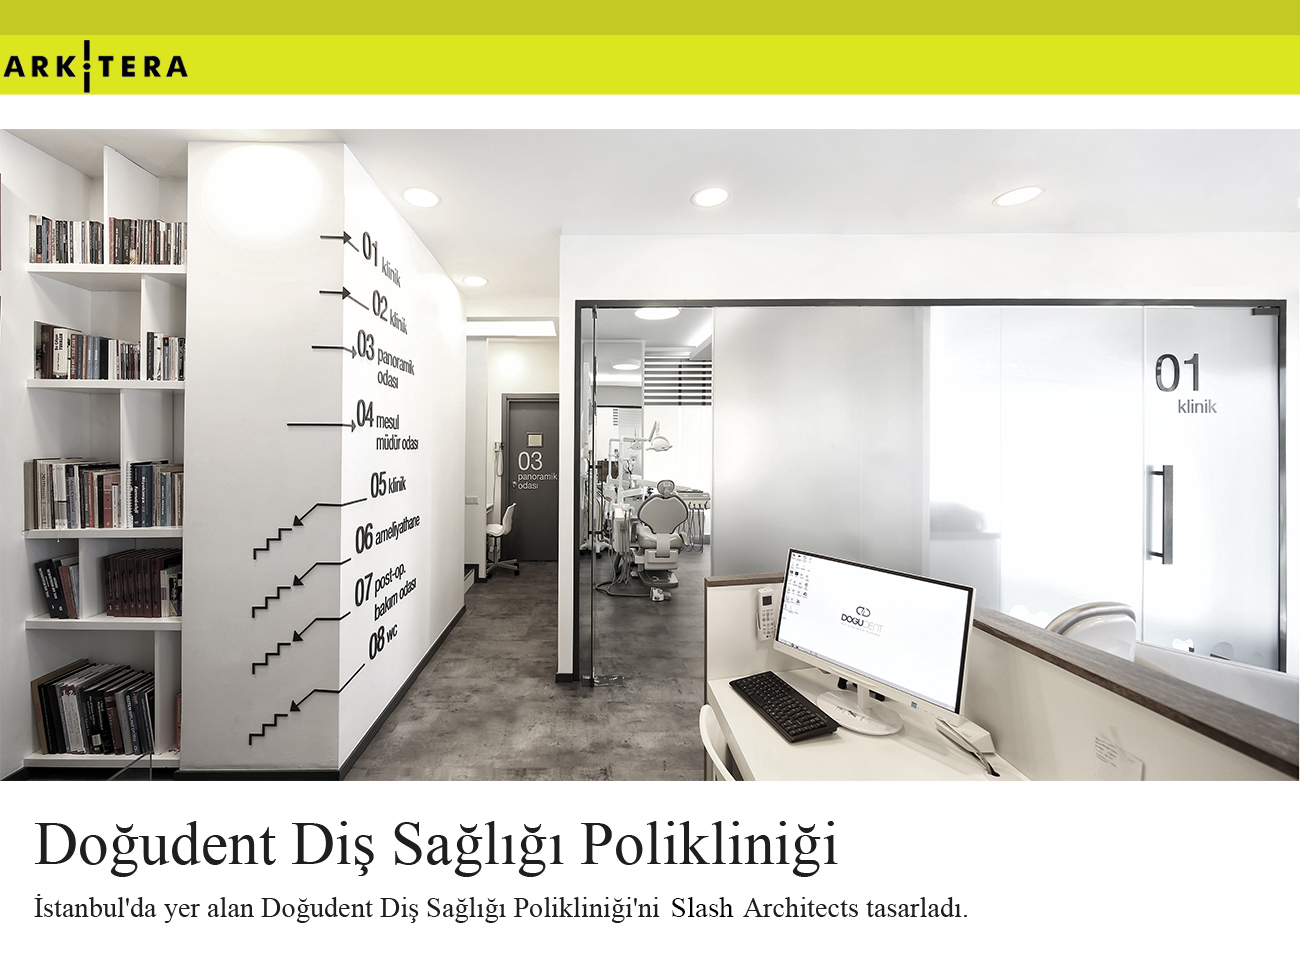 ARKITERA
01 klinik
02 klinik
03 panoramik
odası
04 mesul
müdür odası
05 klinik
06 ameliyathane
07 post-op.
bakım odası
08 wc
03
panoramik
odası
01
klinik
DOGUDENT
Doğudent Diş Sağlığı Polikliniği
İstanbul'da yer alan Doğudent Diş Sağlığı Polikliniği'ni Slash Architects tasarladı.